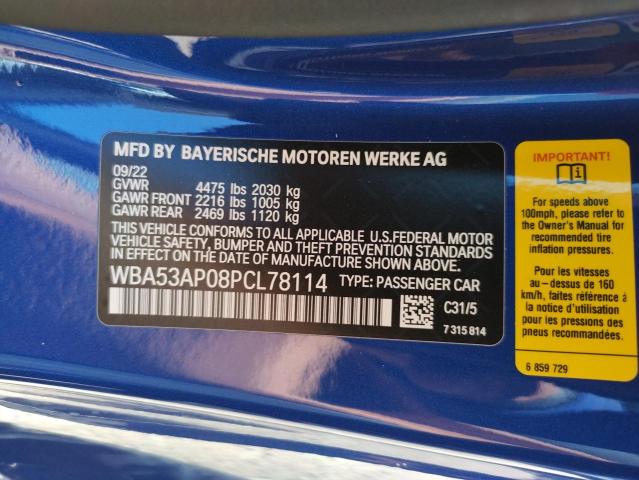 MFD BY BAYERISCHE MOTOREN WERKE AG
09/22
GVWR 4475 lbs 2030 kg
GAWR FRONT 2216 lbs 1005 kg
GAWR REAR 2469 lbs 1120 kg
THIS VEHICLE CONFORMS TO ALL APPLICABLE U.S.FEDERAL MOTOR
VEHICLE SAFETY, BUMPER AND THEFT PREVENTION STANDARDS
IN EFFECT ON THE DATE OF MANUFACTURE SHOWN ABOVE.
WBA53AP08PCL78114 TYPE: PASSENGER CAR
C31/5
7 315 814
IMPORTANT!
For speeds above
100mph, please refer to
the Owner's Manual for
recommended tire
inflation pressures.
Pour les vitesses
au-dessus de 160
km/h, faites référence à
la notice d'utilisation
pour les pressions des
pneus recommandées.
6 859 729